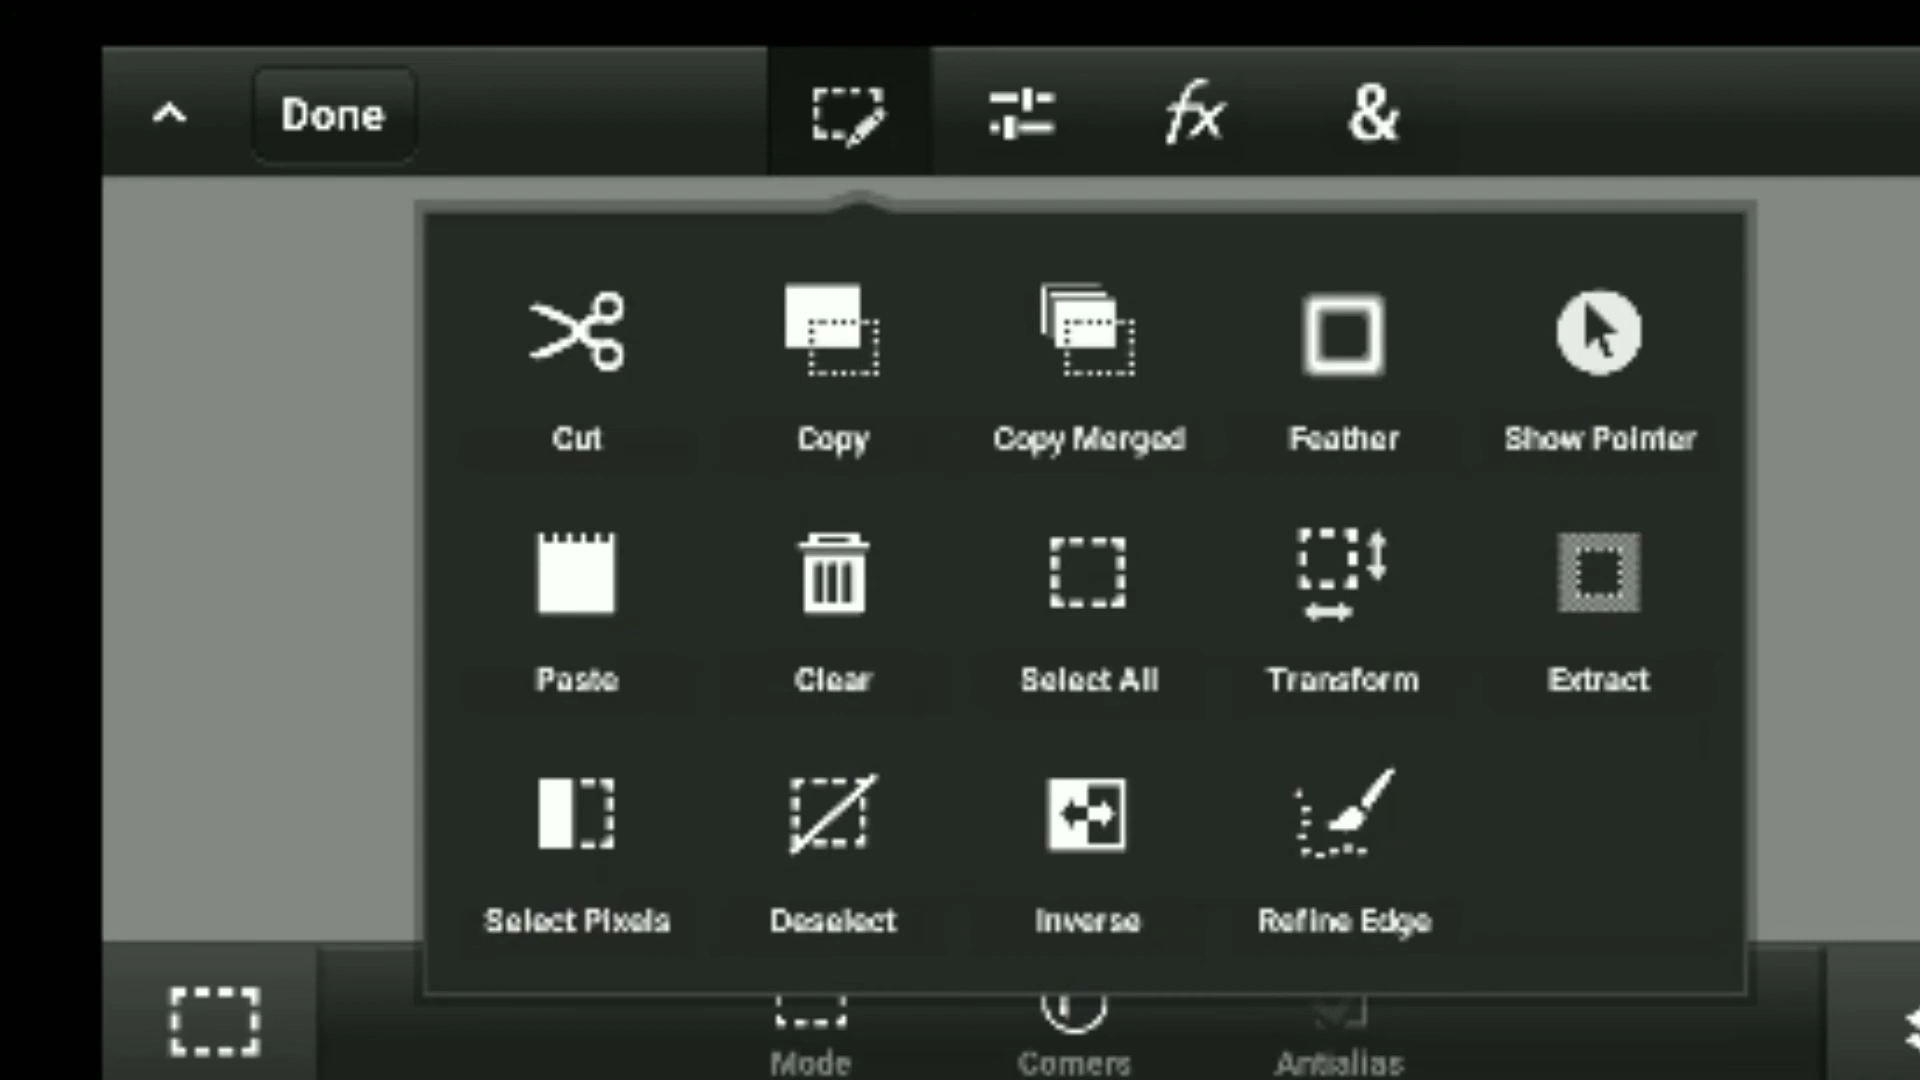 Done
fx
&
Cut
Copy
Copy Merged
Feather
Show Pointer
Paste
Clear
Select All
Transform
Extract
Select Pixels
Deselect
Inverse
Refine Edge
Mode
Corners
Antialias